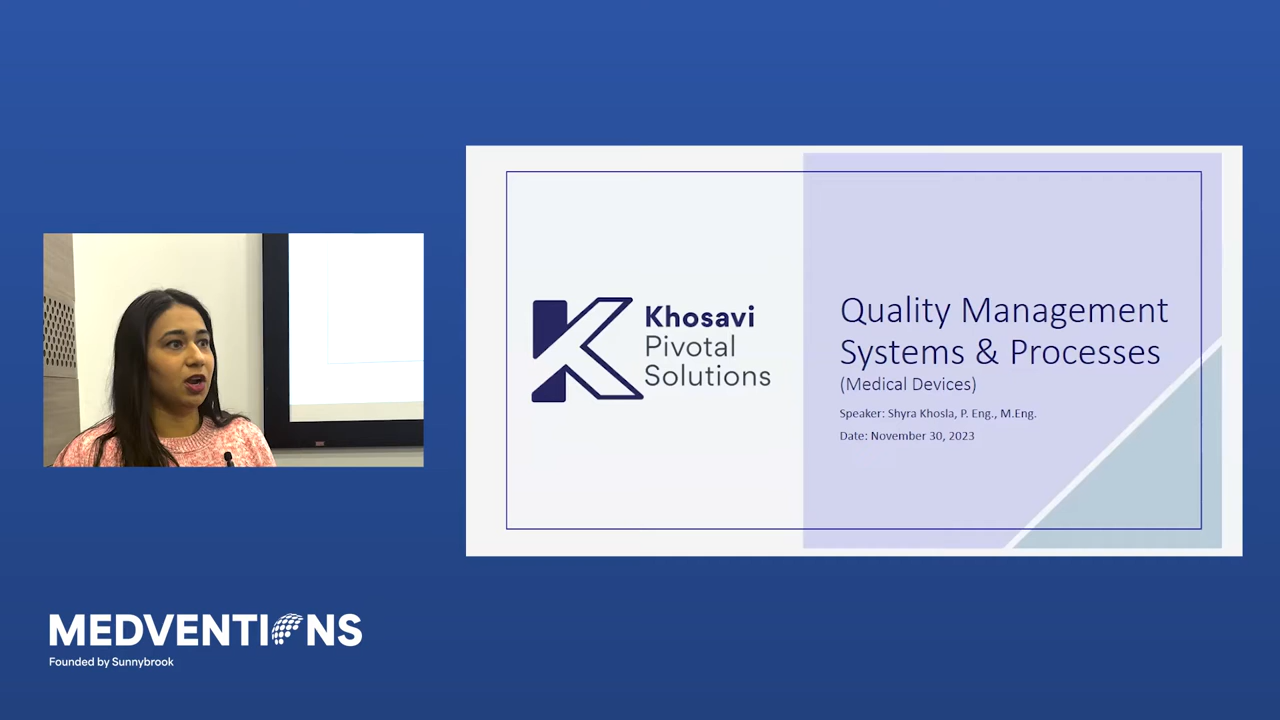 Khosavi
Pivotal
Solutions
Quality Management
Systems & Processes
(Medical Devices)
Speaker: Shyra Khosla, P. Eng., M.Eng.
Date: November 30, 2023
MEDVENTIONS
Founded by Sunnybrook